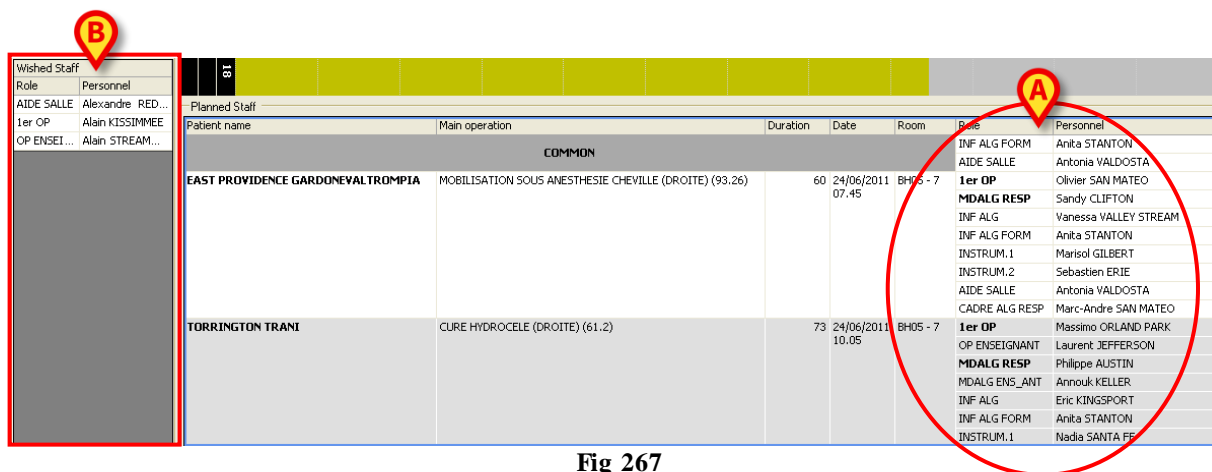 B
Wished Staff
Role Personnel
AIDE SALLE Alexandre RED...
1er OP Alain KISSIMMEE
OP ENSEI... Alain STREAM...
18
A
Planned Staff
Patient name Main operation Duration Date Room Role Personnel
COMMON
INF ALG FORM Anita STANTON
AIDE SALLE Antonia VALDOSTA
EAST PROVIDENCE GARDONEVALTROMPIA MOBILISATION SOUS ANESTHESIE CHEVILLE (DROITE) (93.26) 60 24/06/2011 BH05 - 7 1er OP Olivier SAN MATEO
07.45 MDALG RESP Sandy CLIFTON
INF ALG Vanessa VALLEY STREAM
INF ALG FORM Anita STANTON
INSTRUM.1 Marisol GILBERT
INSTRUM.2 Sebastien ERIE
AIDE SALLE Antonia VALDOSTA
CADRE ALG RESP Marc-Andre SAN MATEO
TORRINGTON TRANI CURE HYDROCELE (DROITE) (61.2) 73 24/06/2011 BH05 - 7 1er OP Massimo ORLAND PARK
10.05 OP ENSEIGNANT Laurent JEFFERSON
MDALG RESP Philippe AUSTIN
MDALG ENS_ANT Annouk KELLER
INF ALG Eric KINGSPORT
INF ALG FORM Anita STANTON
INSTRUM.1 Nadia SANTA FE
Fig 267